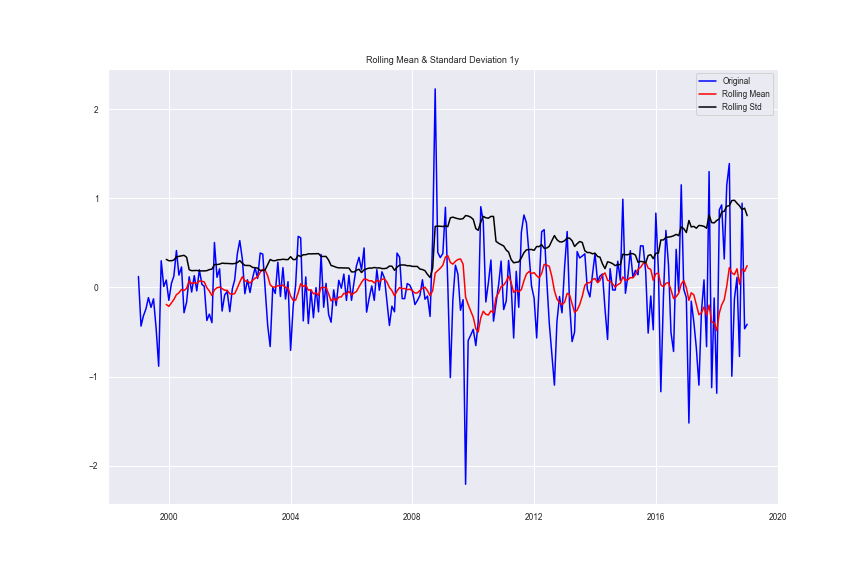 Rolling Mean & Standard Deviation 1y
Original
Rolling Mean
Rolling Std
2
1
0
−1
−2
2000
2004
2008
2012
2016
2020